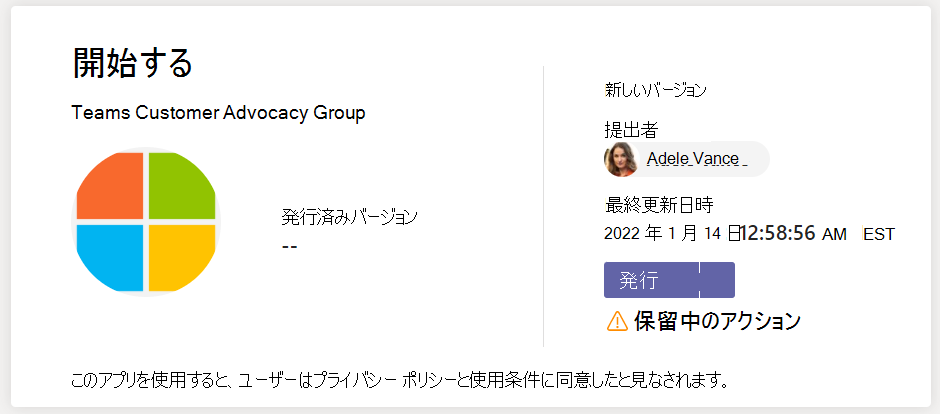 開始する
Teams Customer Advocacy Group
発行済みバージョン
--
新しいバージョン
提出者
Adele Vance
最終更新日時
2022 年 1 月 14 日12:58:56 AM EST
発行
保留中のアクション
このアプリを使用すると、ユーザーはプライバシー ポリシーと使用条件に同意したと見なされます。